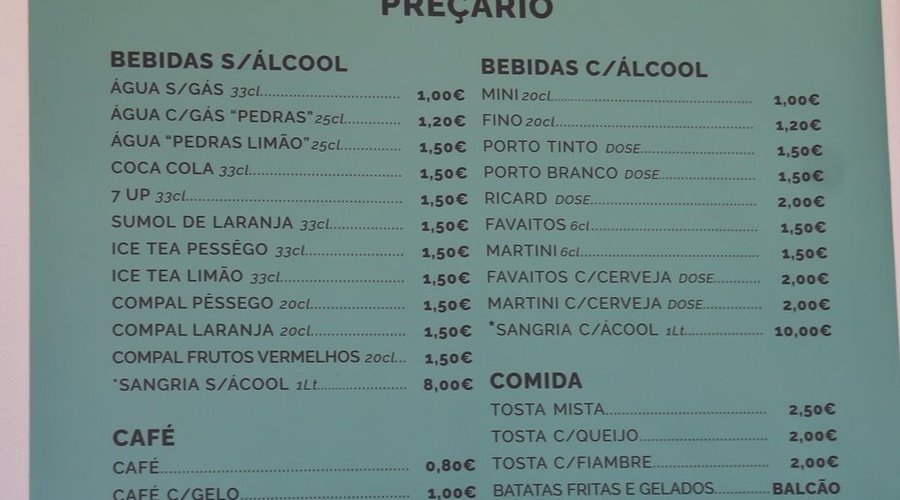 PREÇÁRIO
BEBIDAS S/ÁLCOOL
ÁGUA S/GÁS 33cl. 1,00€
ÁGUA C/GÁS “PEDRAS” 25cl. 1,20€
ÁGUA “PEDRAS LIMÃO” 25cl. 1,50€
COCA COLA 33cl. 1,50€
7 UP 33cl. 1,50€
SUMOL DE LARANJA 33cl. 1,50€
ICE TEA PESSÊGO 33cl. 1,50€
ICE TEA LIMÃO 33cl. 1,50€
COMPAL PÊSSEGO 20cl. 1,50€
COMPAL LARANJA 20cl. 1,50€
COMPAL FRUTOS VERMELHOS 20cl... 1,50€
*SANGRIA S/ÁCOOL 1Lt. 8,00€
CAFÉ
CAFÉ 0,80€
CAFÉ C/GELO 1,00€
BEBIDAS C/ÁLCOOL
MINI 20cl. 1,00€
FINO 20cl. 1,20€
PORTO TINTO DOSE 1,50€
PORTO BRANCO DOSE 1,50€
RICARD DOSE 2,00€
FAVAITOS 6cl 1,50€
MARTINI 6cl 1,50€
FAVAITOS C/CERVEJA DOSE 2,00€
MARTINI C/CERVEJA DOSE 2,00€
*SANGRIA C/ÁCOOL 1Lt. 10,00€
COMIDA
TOSTA MISTA 2,50€
TOSTA C/QUEIJO 2,00€
TOSTA C/FIAMBRE 2,00€
BATATAS FRITAS E GELADOS BALCÃO